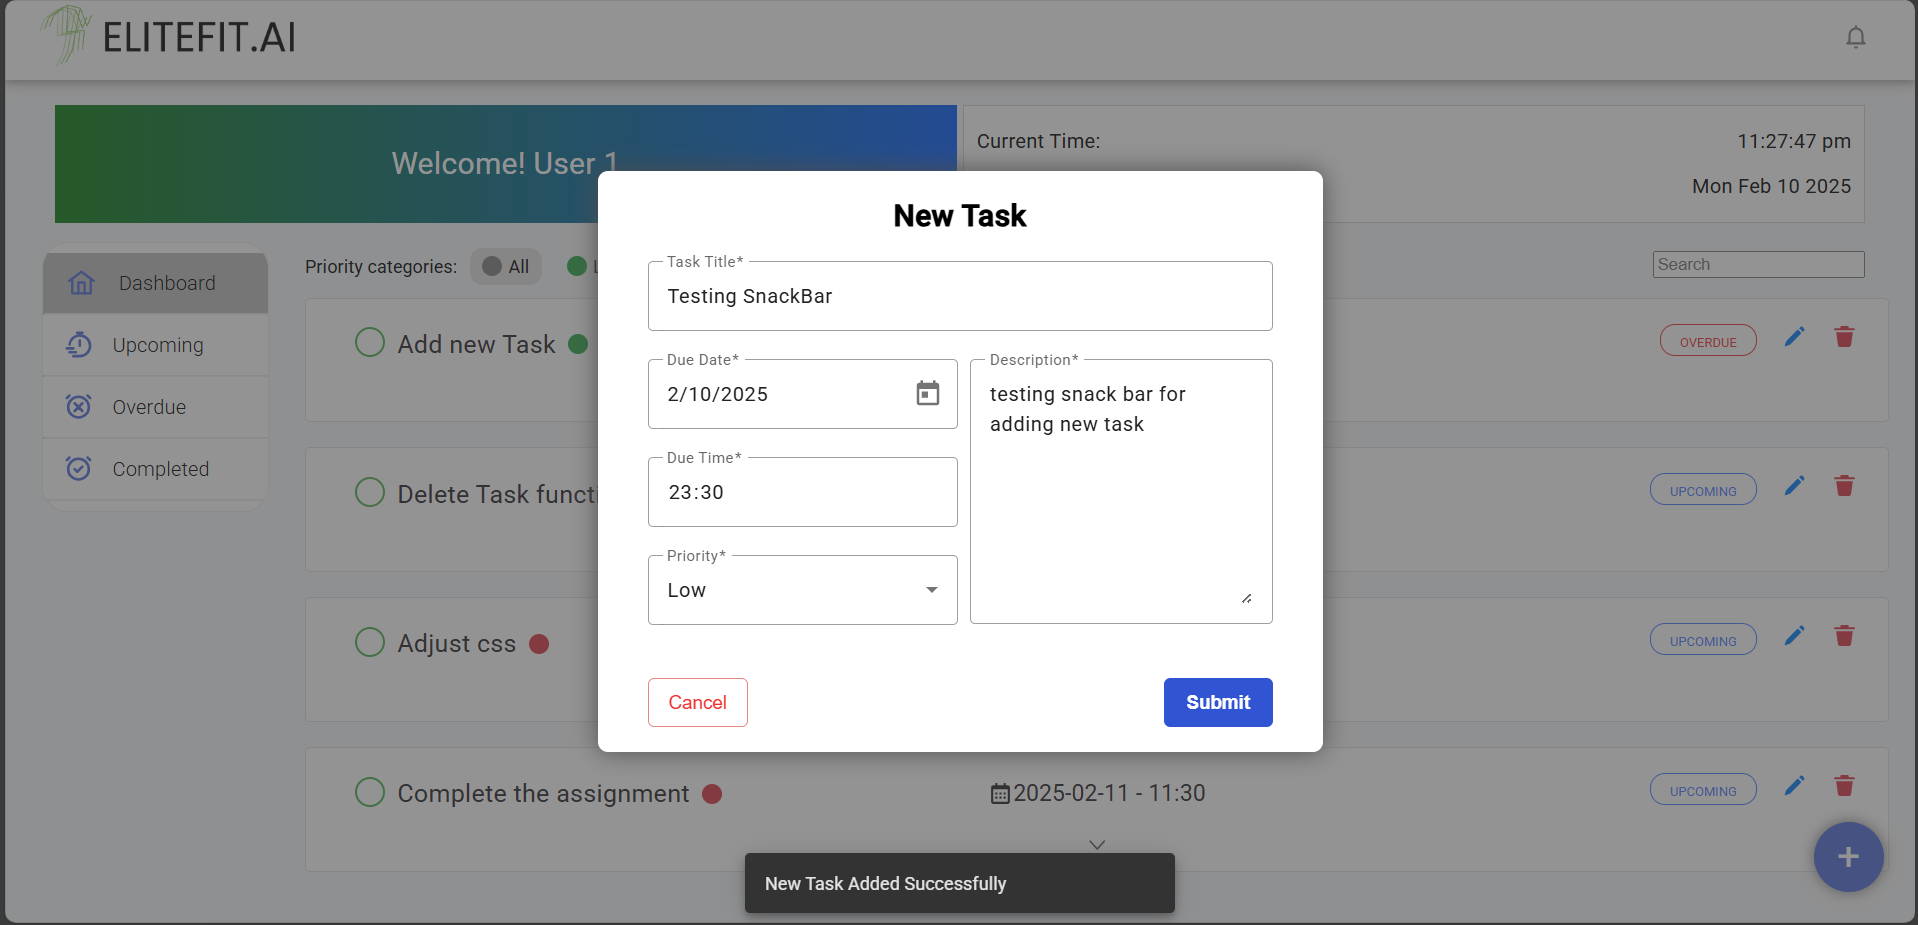 ELITEFIT.AI
Welcome! User 1
Current Time:
11:27:47 pm
Mon Feb 10 2025
Dashboard
Upcoming
Overdue
Completed
Priority categories:
All
Search
Add new Task
OVERDUE
Delete Task
UPCOMING
Adjust css
UPCOMING
Complete the assignment
2025-02-11 - 11:30
UPCOMING
New Task
Task Title*
Testing SnackBar
Due Date*
2/10/2025
Description*
testing snack bar for
adding new task
Due Time*
23:30
Priority*
Low
Cancel
Submit
+
New Task Added Successfully